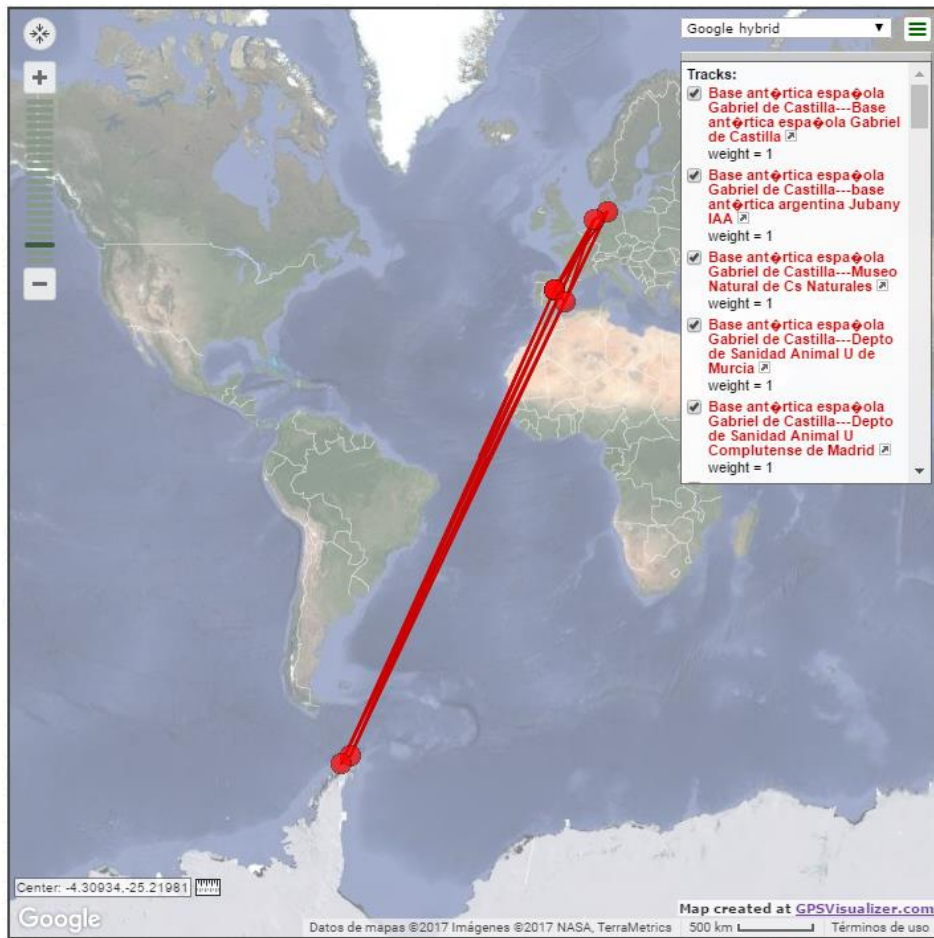 Google hybrid
Tracks:
Base ant�rtica espa�ola
Gabriel de Castilla---Base
ant�rtica espa�ola Gabriel
de Castilla
weight = 1
Base ant�rtica espa�ola
Gabriel de Castilla---base
ant�rtica argentina Jubany
IAA
weight = 1
Base ant�rtica espa�ola
Gabriel de Castilla---Museo
Natural de Cs Naturales
weight = 1
Base ant�rtica espa�ola
Gabriel de Castilla---Depto
de Sanidad Animal U de
Murcia
weight = 1
Base ant�rtica espa�ola
Gabriel de Castilla---Depto
de Sanidad Animal U
Complutense de Madrid
weight = 1
Center: -4.30934,-25.21981
Map created at GPSVisualizer.com
Google
Datos de mapas ©2017 Imágenes ©2017 NASA, TerraMetrics 500 km Términos de uso